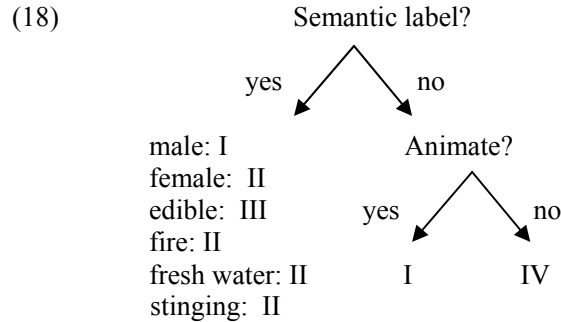 (18) Semantic label?
yes no
male: I Animate?
female: II
edible: III yes no
fire: II
fresh water: II I IV
stinging: II